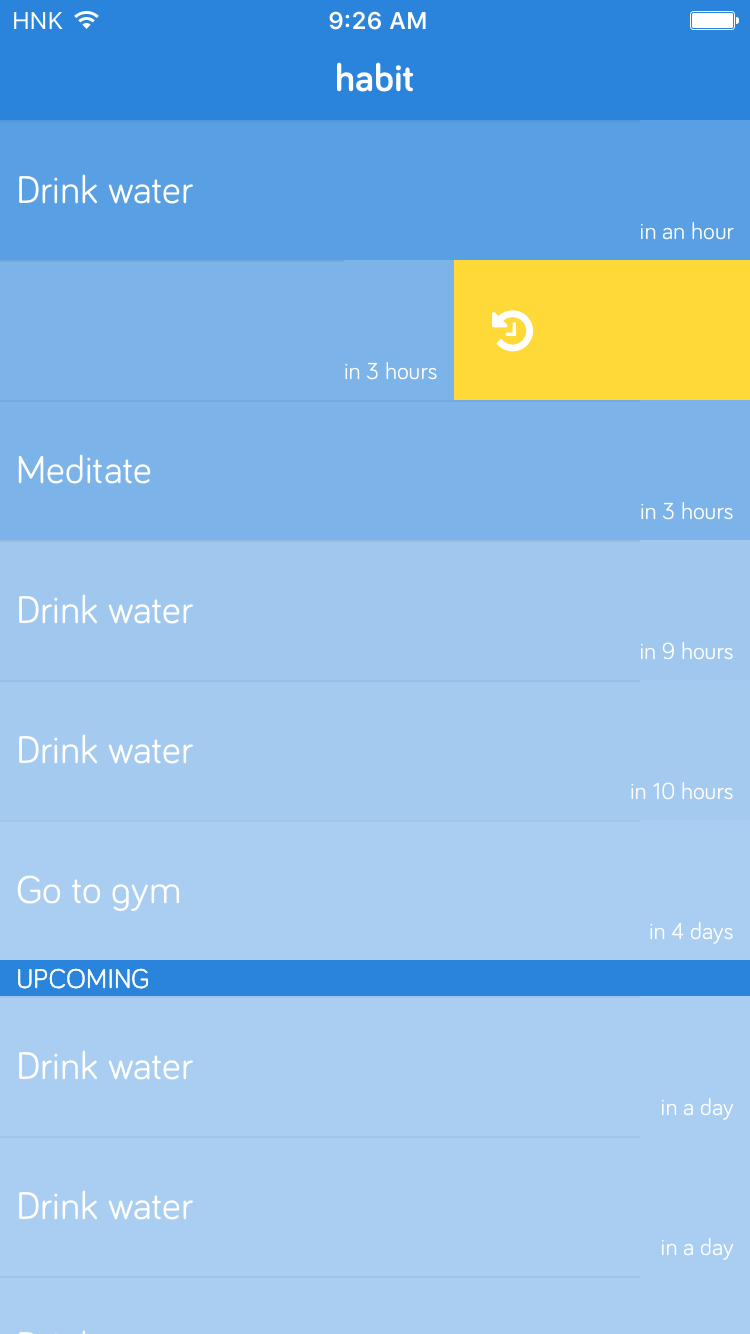 HNK 9:26 AM
habit
Drink water
in an hour
in 3 hours
Meditate
in 3 hours
Drink water
in 9 hours
Drink water
in 10 hours
Go to gym
in 4 days
UPCOMING
Drink water
in a day
Drink water
in a day